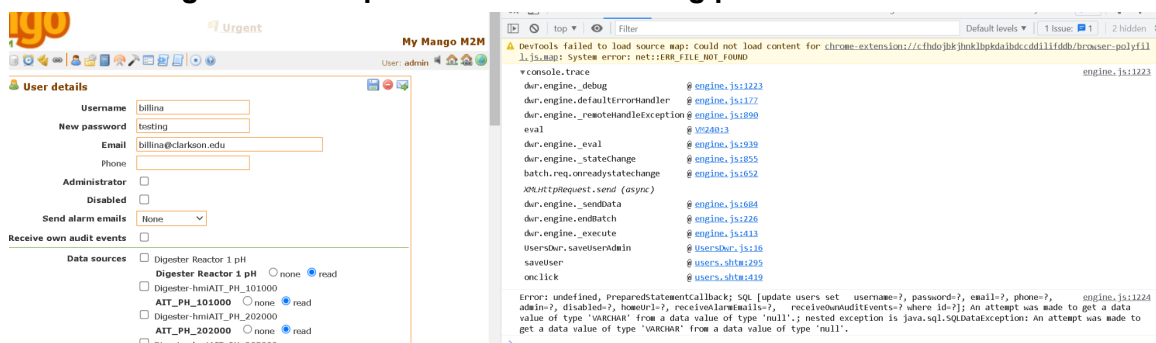 ngo
Urgent
My Mango M2M
User: admin
User details
Username billina
New password testing
Email billina@clarkson.edu
Phone
Administrator
Disabled
Send alarm emails None
Receive own audit events
Data sources Digester Reactor 1 pH
Digester Reactor 1 pH none read
Digester-hmiAIT_PH_101000
AIT_PH_101000 none read
Digester-hmiAIT_PH_202000
AIT_PH_202000 none read
top ▼ Filter Default levels ▼ 1 Issue: 1 2 hidden
DevTools failed to load source map: Could not load content for chrome-extension://cfhdojbkjhnklbpkdaibdccddilifddb/browser-polyfil
l.js.map: System error: net::ERR_FILE_NOT_FOUND
▼console.trace engine.js:1223
dwr.engine._debug @ engine.js:1223
dwr.engine.defaultErrorHandler @ engine.js:177
dwr.engine._remoteHandleException @ engine.js:890
eval @ VM240:3
dwr.engine._eval @ engine.js:939
dwr.engine._stateChange @ engine.js:855
batch.req.onreadystatechange @ engine.js:652
XMLHttpRequest.send (async)
dwr.engine._sendData @ engine.js:684
dwr.engine.endBatch @ engine.js:226
dwr.engine._execute @ engine.js:413
UsersDwr.saveUserAdmin @ UsersDwr.js:16
saveUser @ users.shtm:295
onclick @ users.shtm:419
Error: undefined, PreparedStatementCallback; SQL [update users set username=?, password=?, email=?, phone=?, engine.js:1224
admin=?, disabled=?, homeUrl=?, receiveAlarmEmails=?, receiveOwnAuditEvents=? where id=?]; An attempt was made to get a data
value of type 'VARCHAR' from a data value of type 'null'.; nested exception is java.sql.SQLDataException: An attempt was made to
get a data value of type 'VARCHAR' from a data value of type 'null'.